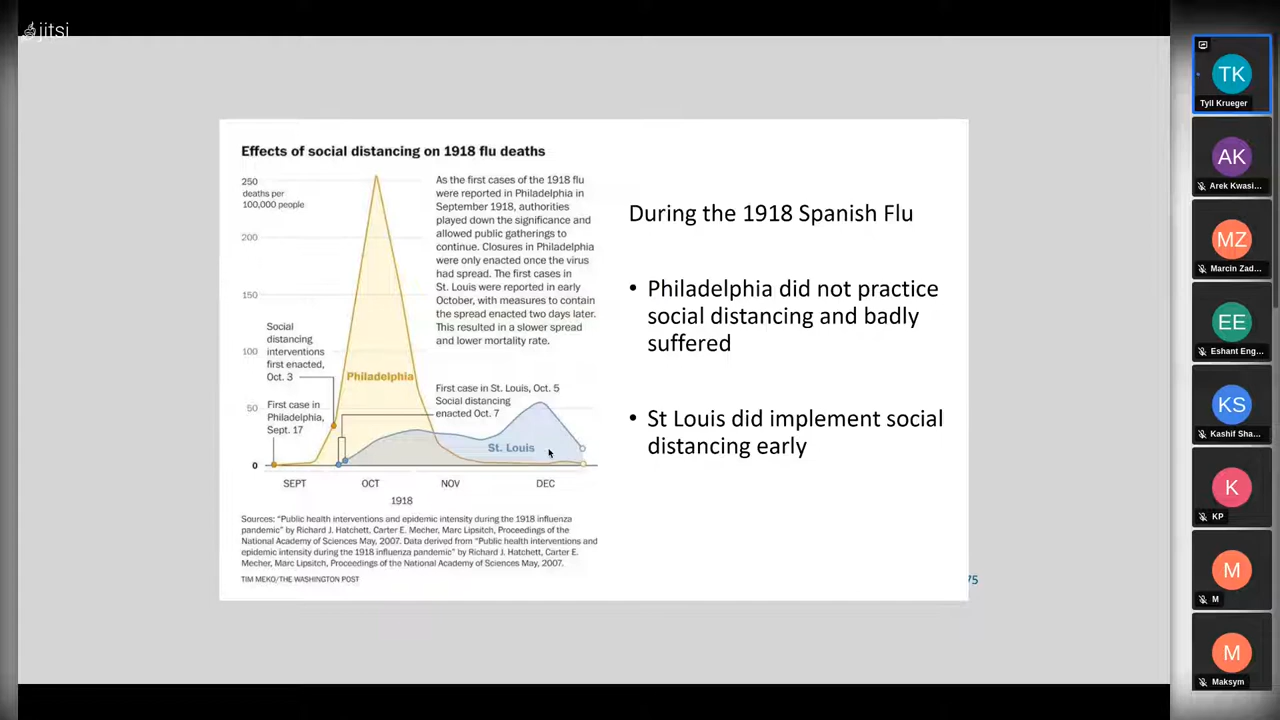 jitsi
Effects of social distancing on 1918 flu deaths
250
deaths per
100,000 people
200
150
100
50
0
As the first cases of the 1918 flu
were reported in Philadelphia in
September 1918, authorities
played down the significance and
allowed public gatherings to
continue. Closures in Philadelphia
were only enacted once the virus
had spread. The first cases in
St. Louis were reported in early
October, with measures to contain
the spread enacted two days later.
This resulted in a slower spread
and lower mortality rate.
Social
distancing
interventions
first enacted,
Oct. 3
Philadelphia
First case in
Philadelphia,
Sept. 17
First case in St. Louis, Oct. 5
Social distancing
enacted Oct. 7
St. Louis
SEPT
OCT
NOV
DEC
1918
Sources: "Public health interventions and epidemic intensity during the 1918 influenza
pandemic" by Richard J. Hatchett, Carter E. Mecher, Marc Lipsitch, Proceedings of the
National Academy of Sciences May, 2007. Data derived from "Public health interventions and
epidemic intensity during the 1918 influenza pandemic" by Richard J. Hatchett, Carter E.
Mecher, Marc Lipsitch, Proceedings of the National Academy of Sciences May, 2007.
TIM MEKO/THE WASHINGTON POST
During the 1918 Spanish Flu
• Philadelphia did not practice
social distancing and badly
suffered
• St Louis did implement social
distancing early
75
TK
Tyll Krueger
AK
Arek Kwasi...
MZ
Marcin Zad...
EE
Eshant Eng...
KS
Kashif Sha...
K
KP
M
M
M
Maksym